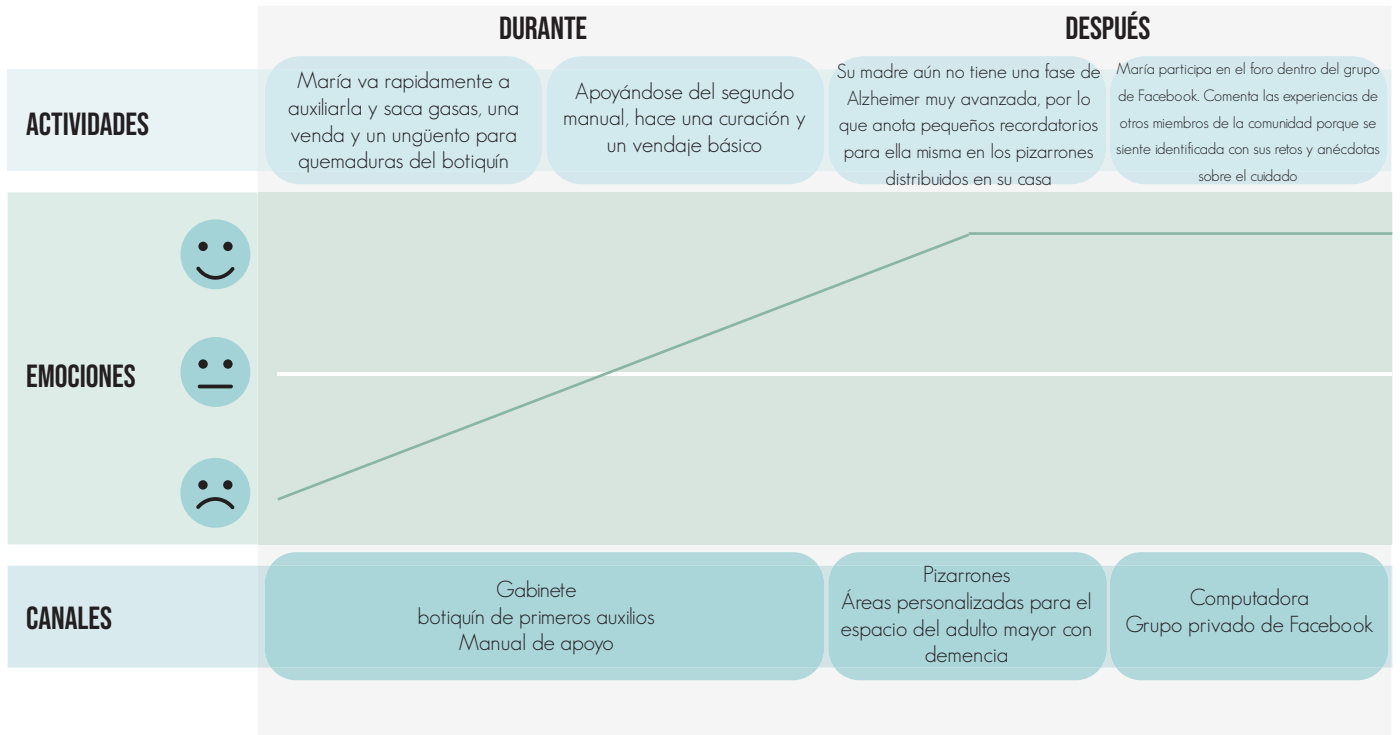 DURANTE
DESPUÉS
ACTIVIDADES
María va rapidamente a
auxiliarla y saca gasas, una
venda y un ungüento para
quemaduras del botiquín
Apoyándose del segundo
manual, hace una curación y
un vendaje básico
Su madre aún no tiene una fase de
Alzheimer muy avanzada, por lo
que anota pequeños recordatorios
para ella misma en los pizarrones
distribuidos en su casa
María participa en el foro dentro del grupo
de Facebook. Comenta las experiencias de
otros miembros de la comunidad porque se
siente identificada con sus retos y anécdotas
sobre el cuidado
EMOCIONES
CANALES
Gabinete
botiquín de primeros auxilios
Manual de apoyo
Pizarrones
Áreas personalizadas para el
espacio del adulto mayor con
demencia
Computadora
Grupo privado de Facebook